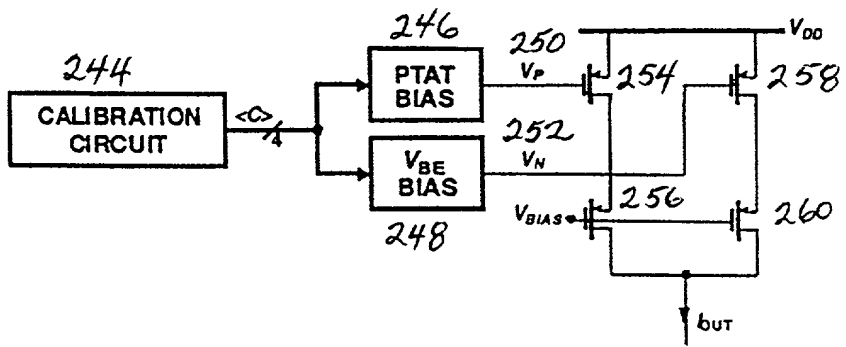 246
250
V_DD
244
PTAT
BIAS
V_P
254
258
CALIBRATION
CIRCUIT
<C>
4
252
V_BE
BIAS
V_N
256
248
V_BIAS
260
I_OUT